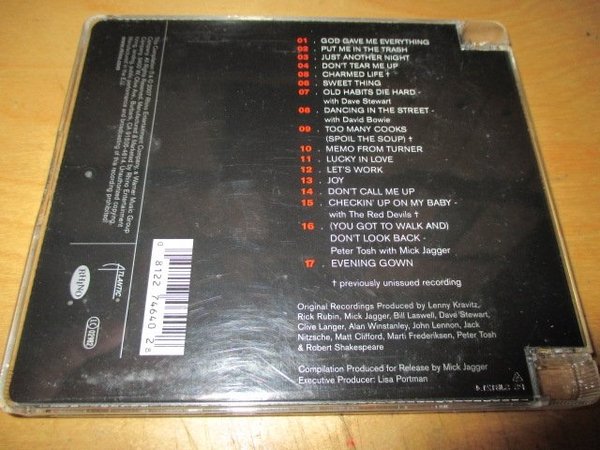 01 . GOD GAVE ME EVERYTHING
02 . PUT ME IN THE TRASH
03 . JUST ANOTHER NIGHT
04 . DON'T TEAR ME UP
05 . CHARMED LIFE †
06 . SWEET THING
07 . OLD HABITS DIE HARD -
with Dave Stewart
08 . DANCING IN THE STREET -
with David Bowie
09 . TOO MANY COOKS
(SPOIL THE SOUP) †
10 . MEMO FROM TURNER
11 . LUCKY IN LOVE
12 . LET'S WORK
13 . JOY
14 . DON'T CALL ME UP
15 . CHECKIN' UP ON MY BABY -
with The Red Devils †
16 . (YOU GOT TO WALK AND)
DON'T LOOK BACK -
Peter Tosh with Mick Jagger
17 . EVENING GOWN
† previously unissued recording
Original Recordings Produced by Lenny Kravitz,
Rick Rubin, Mick Jagger, Bill Laswell, Dave Stewart,
Clive Langer, Alan Winstanley, John Lennon, Jack
Nitzsche, Matt Clifford, Marti Frederiksen, Peter Tosh
& Robert Shakespeare
Compilation Produced for Release by Mick Jagger
Executive Producer: Lisa Portman
RHINO
ATLANTIC
LC 02982
0 81227 46402 6